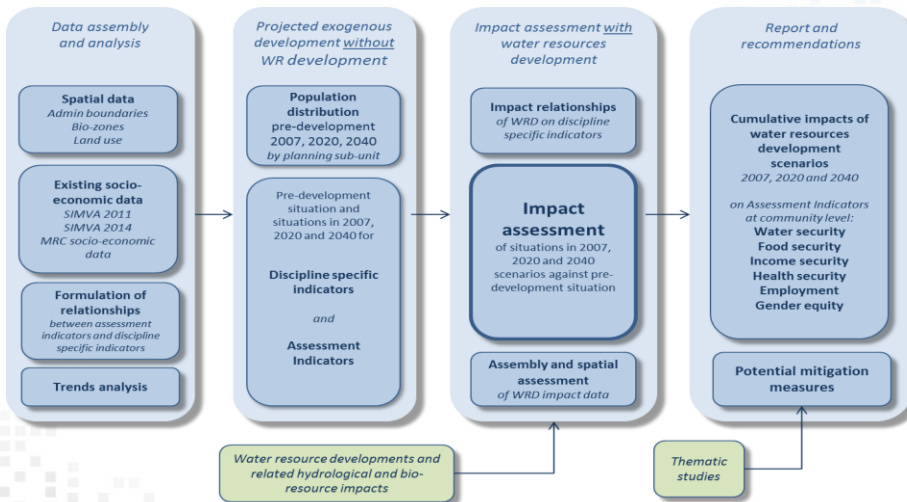 Data assembly
and analysis
Spatial data
Admin boundaries
Bio-zones
Land use
Existing socio-
economic data
SIMVA 2011
SIMVA 2014
MRC socio-economic
data
Formulation of
relationships
between assessment
indicators and discipline
specific indicators
Trends analysis
Projected exogenous
development without
WR development
Population
distribution
pre-development
2007, 2020, 2040
by planning sub-unit
Pre-development
situation and
situations in 2007,
2020 and 2040 for
Discipline specific
indicators
and
Assessment
Indicators
Impact assessment with
water resources
development
Impact relationships
of WRD on discipline
specific indicators
Impact
assessment
of situations in 2007,
2020 and 2040
scenarios against pre-
development situation
Assembly and spatial
assessment
of WRD impact data
Report and
recommendations
Cumulative impacts of
water resources
development
scenarios
2007, 2020 and 2040
on Assessment Indicators
at community level:
Water security
Food security
Income security
Health security
Employment
Gender equity
Potential mitigation
measures
Water resource developments and
related hydrological and bio-
resource impacts
Thematic
studies